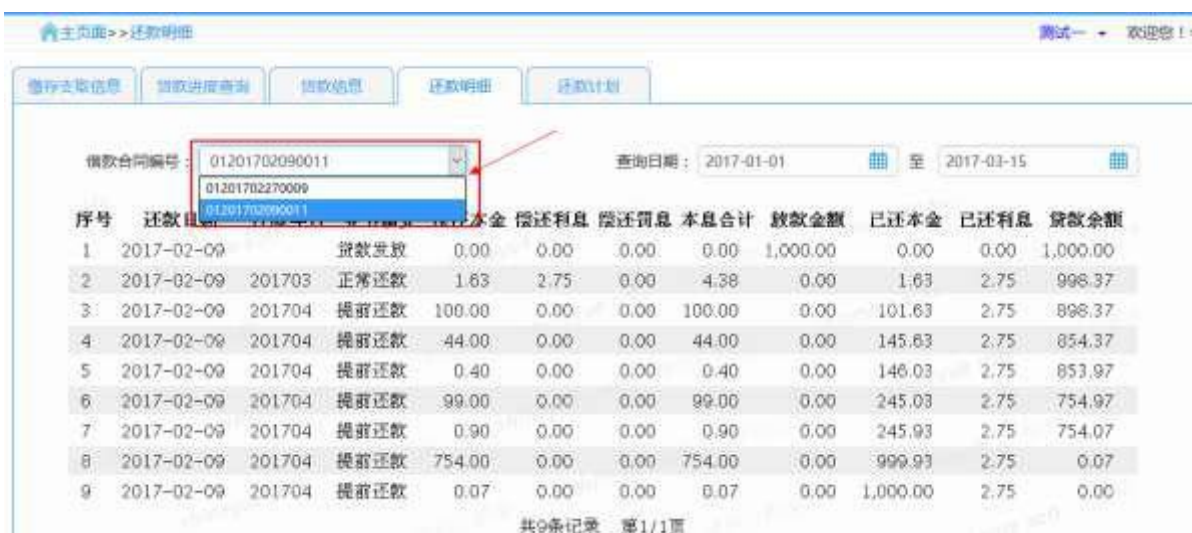 主页面>>还款明细 测试一 欢迎您！
贷款进度查询 贷款信息 还款明细 还款计划
借款合同编号： 01201702090011 查询日期： 2017-01-01 至 2017-03-15
01201702270009
01201702090011
序号 还款日期 偿还本金 偿还利息 偿还罚息 本息合计 放款金额 已还本金 已还利息 贷款余额
1 2017-02-09 贷款发放 0.00 0.00 0.00 0.00 1,000.00 0.00 0.00 1,000.00
2 2017-02-09 201703 正常还款 1.63 2.75 0.00 4.38 0.00 1.63 2.75 998.37
3 2017-02-09 201704 提前还款 100.00 0.00 0.00 100.00 0.00 101.63 2.75 898.37
4 2017-02-09 201704 提前还款 44.00 0.00 0.00 44.00 0.00 145.63 2.75 854.37
5 2017-02-09 201704 提前还款 0.40 0.00 0.00 0.40 0.00 146.03 2.75 853.97
6 2017-02-09 201704 提前还款 99.00 0.00 0.00 99.00 0.00 245.03 2.75 754.97
7 2017-02-09 201704 提前还款 0.90 0.00 0.00 0.90 0.00 245.93 2.75 754.07
8 2017-02-09 201704 提前还款 754.00 0.00 0.00 754.00 0.00 999.93 2.75 0.07
9 2017-02-09 201704 提前还款 0.07 0.00 0.00 0.07 0.00 1,000.00 2.75 0.00
共9条记录 第1/1页